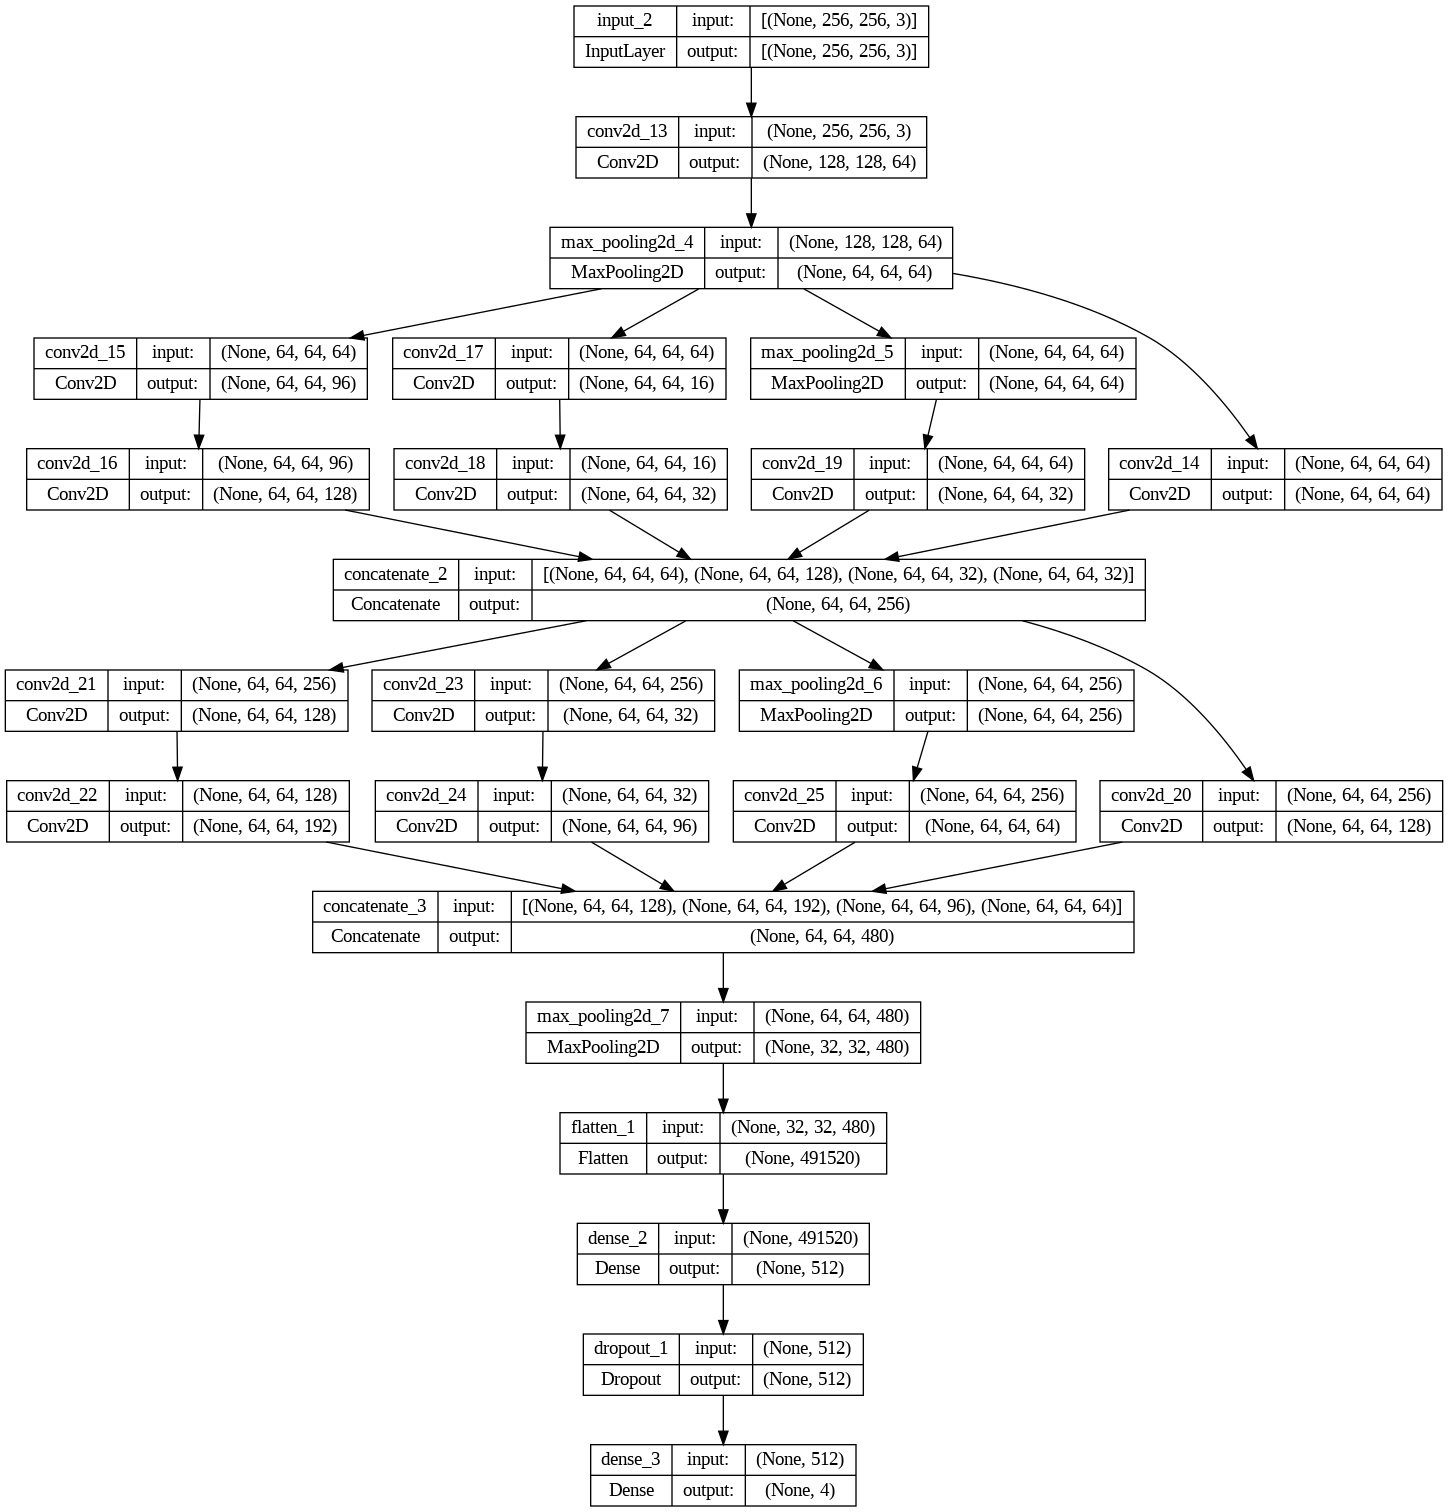 input_2 input: [(None, 256, 256, 3)]
InputLayer output: [(None, 256, 256, 3)]
conv2d_13 input: (None, 256, 256, 3)
Conv2D output: (None, 128, 128, 64)
max_pooling2d_4 input: (None, 128, 128, 64)
MaxPooling2D output: (None, 64, 64, 64)
conv2d_15 input: (None, 64, 64, 64) conv2d_17 input: (None, 64, 64, 64) max_pooling2d_5 input: (None, 64, 64, 64)
Conv2D output: (None, 64, 64, 96) Conv2D output: (None, 64, 64, 16) MaxPooling2D output: (None, 64, 64, 64)
conv2d_16 input: (None, 64, 64, 96) conv2d_18 input: (None, 64, 64, 16) conv2d_19 input: (None, 64, 64, 64) conv2d_14 input: (None, 64, 64, 64)
Conv2D output: (None, 64, 64, 128) Conv2D output: (None, 64, 64, 32) Conv2D output: (None, 64, 64, 32) Conv2D output: (None, 64, 64, 64)
concatenate_2 input: [(None, 64, 64, 64), (None, 64, 64, 128), (None, 64, 64, 32), (None, 64, 64, 32)]
Concatenate output: (None, 64, 64, 256)
conv2d_21 input: (None, 64, 64, 256) conv2d_23 input: (None, 64, 64, 256) max_pooling2d_6 input: (None, 64, 64, 256)
Conv2D output: (None, 64, 64, 128) Conv2D output: (None, 64, 64, 32) MaxPooling2D output: (None, 64, 64, 256)
conv2d_22 input: (None, 64, 64, 128) conv2d_24 input: (None, 64, 64, 32) conv2d_25 input: (None, 64, 64, 256) conv2d_20 input: (None, 64, 64, 256)
Conv2D output: (None, 64, 64, 192) Conv2D output: (None, 64, 64, 96) Conv2D output: (None, 64, 64, 64) Conv2D output: (None, 64, 64, 128)
concatenate_3 input: [(None, 64, 64, 128), (None, 64, 64, 192), (None, 64, 64, 96), (None, 64, 64, 64)]
Concatenate output: (None, 64, 64, 480)
max_pooling2d_7 input: (None, 64, 64, 480)
MaxPooling2D output: (None, 32, 32, 480)
flatten_1 input: (None, 32, 32, 480)
Flatten output: (None, 491520)
dense_2 input: (None, 491520)
Dense output: (None, 512)
dropout_1 input: (None, 512)
Dropout output: (None, 512)
dense_3 input: (None, 512)
Dense output: (None, 4)